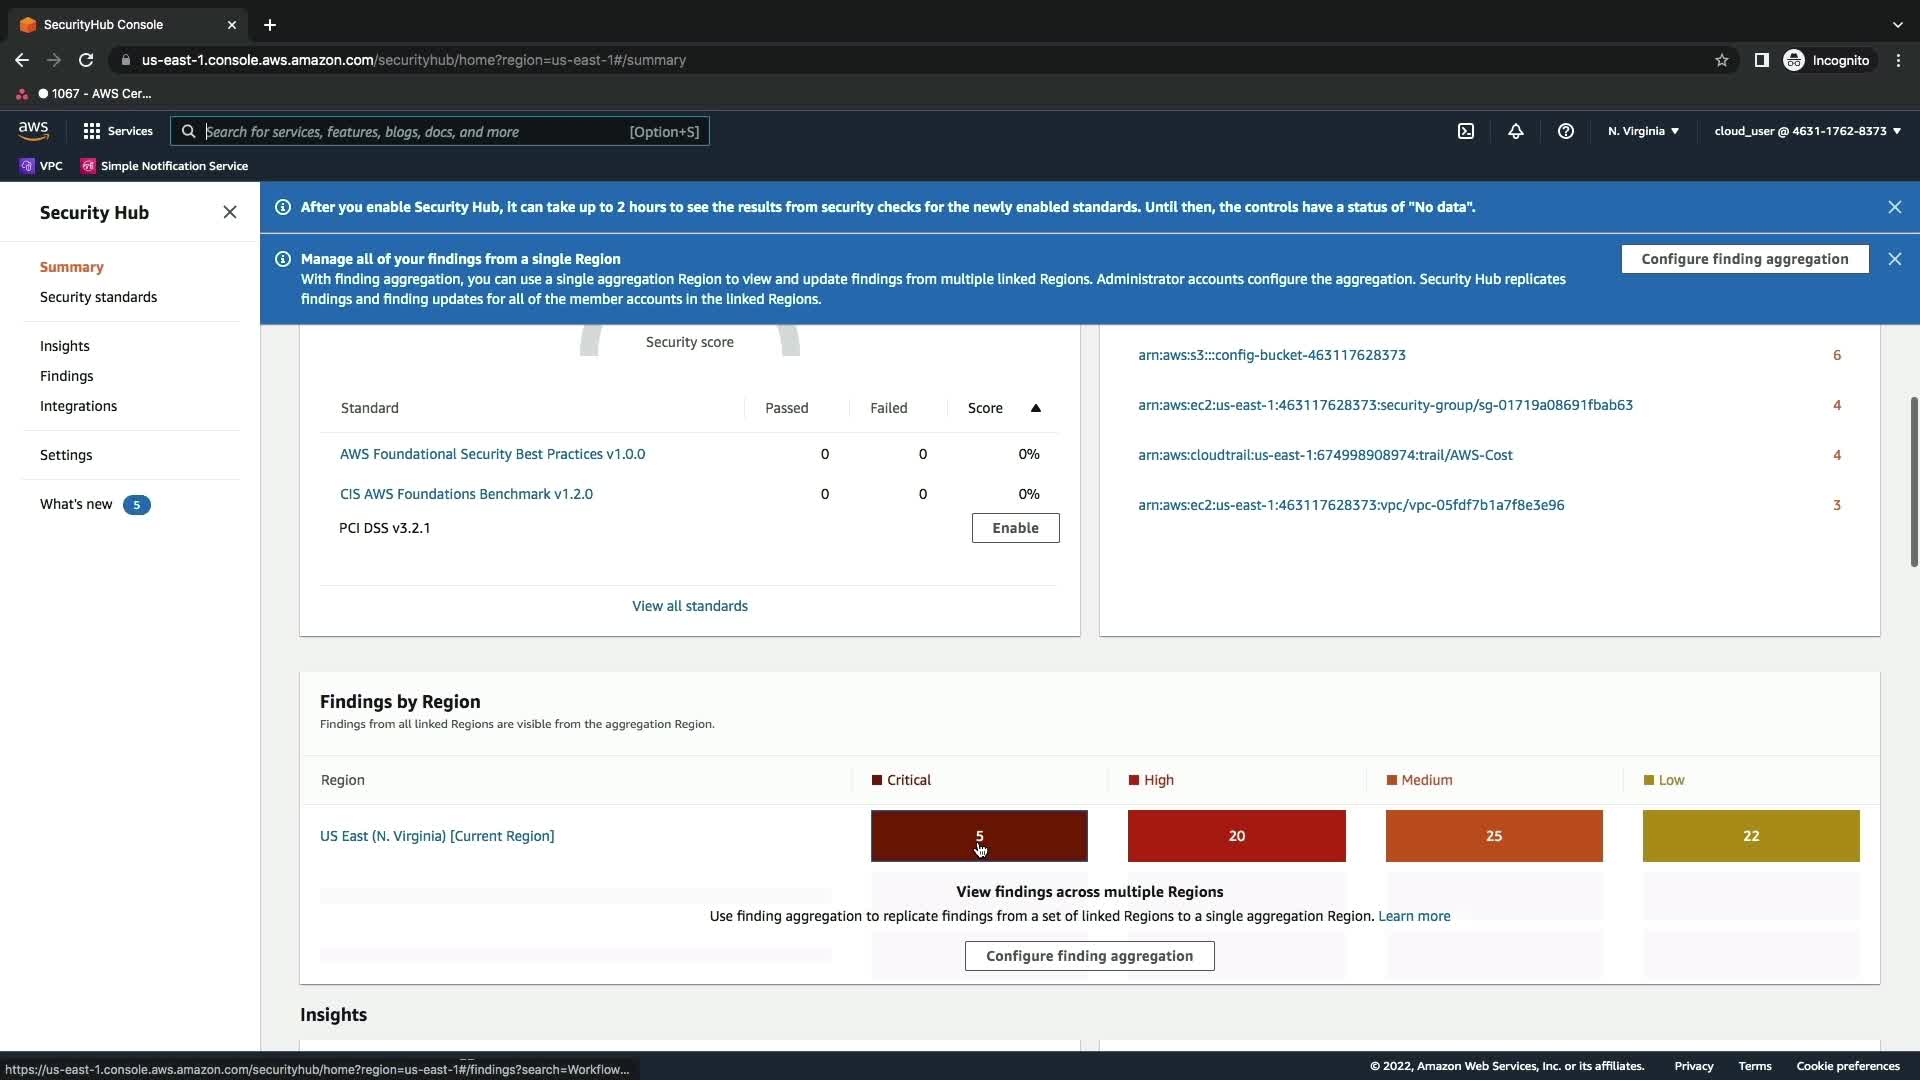 SecurityHub Console
us-east-1.console.aws.amazon.com/securityhub/home?region=us-east-1#/summary
Incognito
1067 - AWS Cer...
aws
Services
Search for services, features, blogs, docs, and more
[Option+S]
N. Virginia
cloud_user @ 4631-1762-8373
VPC
Simple Notification Service
Security Hub
Summary
Security standards
Insights
Findings
Integrations
Settings
What's new 5
After you enable Security Hub, it can take up to 2 hours to see the results from security checks for the newly enabled standards. Until then, the controls have a status of "No data".
Manage all of your findings from a single Region
With finding aggregation, you can use a single aggregation Region to view and update findings from multiple linked Regions. Administrator accounts configure the aggregation. Security Hub replicates
findings and finding updates for all of the member accounts in the linked Regions.
Configure finding aggregation
Security score
Standard Passed Failed Score
AWS Foundational Security Best Practices v1.0.0 0 0 0%
CIS AWS Foundations Benchmark v1.2.0 0 0 0%
PCI DSS v3.2.1 Enable
View all standards
arn:aws:s3:::config-bucket-463117628373 6
arn:aws:ec2:us-east-1:463117628373:security-group/sg-01719a08691fbab63 4
arn:aws:cloudtrail:us-east-1:674998908974:trail/AWS-Cost 4
arn:aws:ec2:us-east-1:463117628373:vpc/vpc-05fdf7b1a7f8e3e96 3
Findings by Region
Findings from all linked Regions are visible from the aggregation Region.
Region Critical High Medium Low
US East (N. Virginia) [Current Region] 5 20 25 22
View findings across multiple Regions
Use finding aggregation to replicate findings from a set of linked Regions to a single aggregation Region. Learn more
Configure finding aggregation
Insights
https://us-east-1.console.aws.amazon.com/securityhub/home?region=us-east-1#/findings?search=Workflow...
© 2022, Amazon Web Services, Inc. or its affiliates. Privacy Terms Cookie preferences